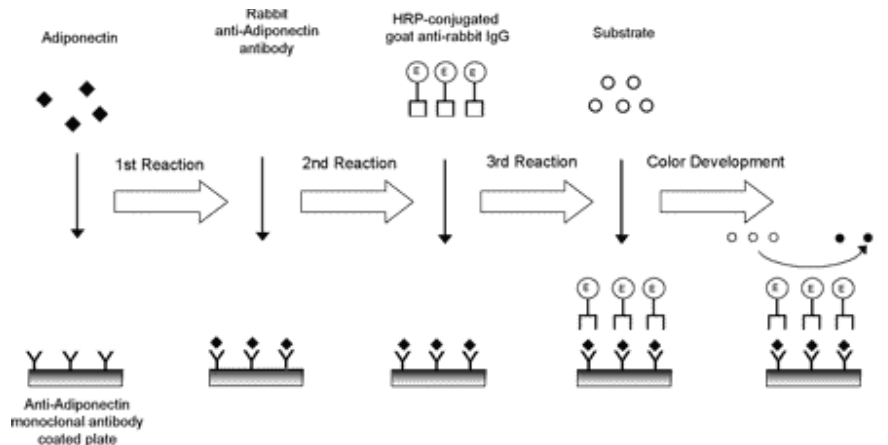 Adiponectin
Rabbit
anti-Adiponectin
antibody
HRP-conjugated
goat anti-rabbit IgG
Substrate
E E E
1st Reaction
2nd Reaction
3rd Reaction
Color Development
E E E
E E E
Anti-Adiponectin
monoclonal antibody
coated plate